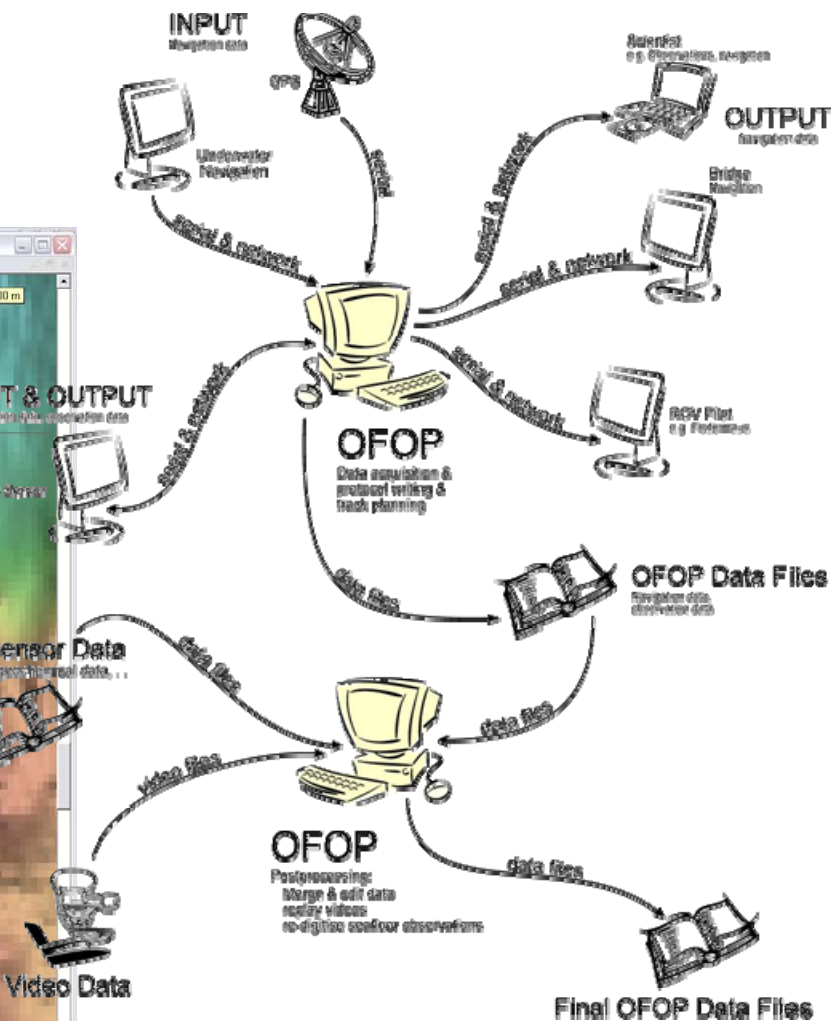 INPUT
Navigation data
GPS
Underwater
Navigation
serial & network
serial
Scientist
e.g. Observations, navigation
OUTPUT
Navigation data
serial & network
Bridge
Navigation
serial & network
serial & network
ROV Pilot
T & OUTPUT
observation data
serial & network
OFOP
Data acquisition &
protocol writing &
track planning
data files
OFOP Data Files
Navigation data,
observation data
data files
ensor Data
data files
video files
OFOP
Postprocessing:
Merge & edit data
replay videos
re-digitise seafloor observations
data files
Video Data
Final OFOP Data Files